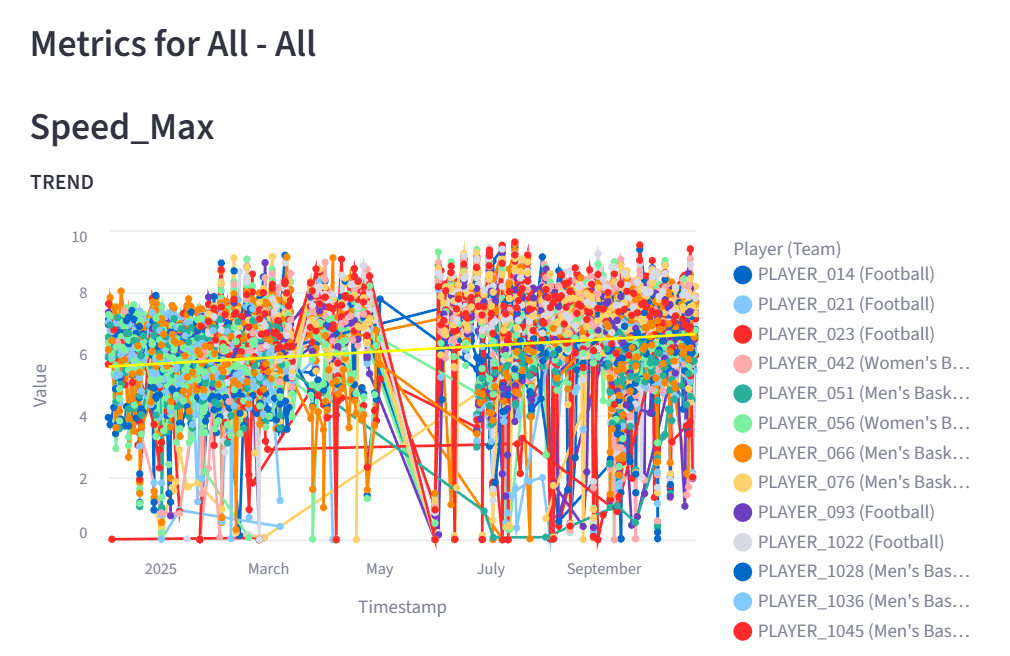 Metrics for All - All
Speed_Max
TREND
10
8
6
4
2
0
Value
2025
March
May
July
September
Timestamp
Player (Team)
PLAYER_014 (Football)
PLAYER_021 (Football)
PLAYER_023 (Football)
PLAYER_042 (Women's B…
PLAYER_051 (Men's Bask…
PLAYER_056 (Women's B…
PLAYER_066 (Men's Bask…
PLAYER_076 (Men's Bask…
PLAYER_093 (Football)
PLAYER_1022 (Football)
PLAYER_1028 (Men's Bas…
PLAYER_1036 (Men's Bas…
PLAYER_1045 (Men's Bas…